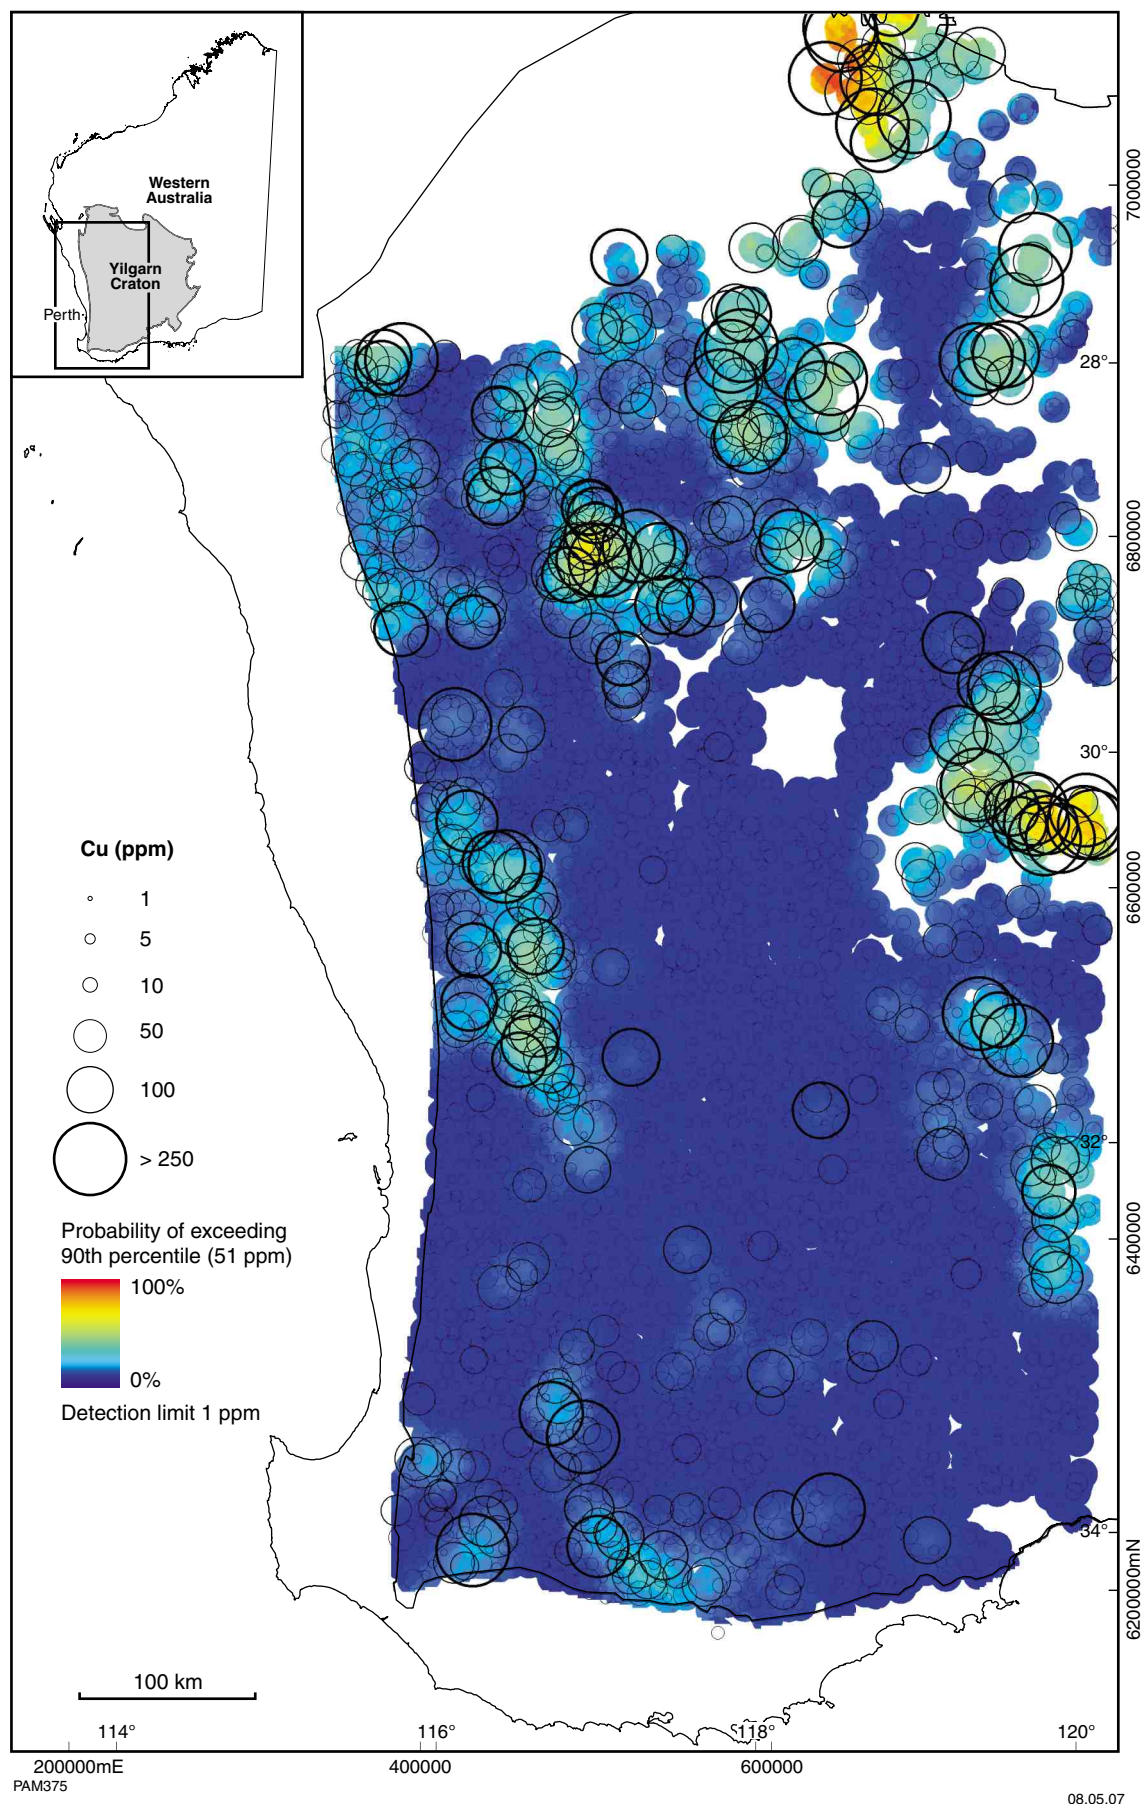 Western
Australia
Yilgarn
Craton
Perth
7000000
28°
6800000
30°
6600000
32°
6400000
34°
6200000mN
Cu (ppm)
1
5
10
50
100
> 250
Probability of exceeding
90th percentile (51 ppm)
100%
0%
Detection limit 1 ppm
100 km
114°
116°
118°
120°
200000mE
400000
600000
PAM375
08.05.07